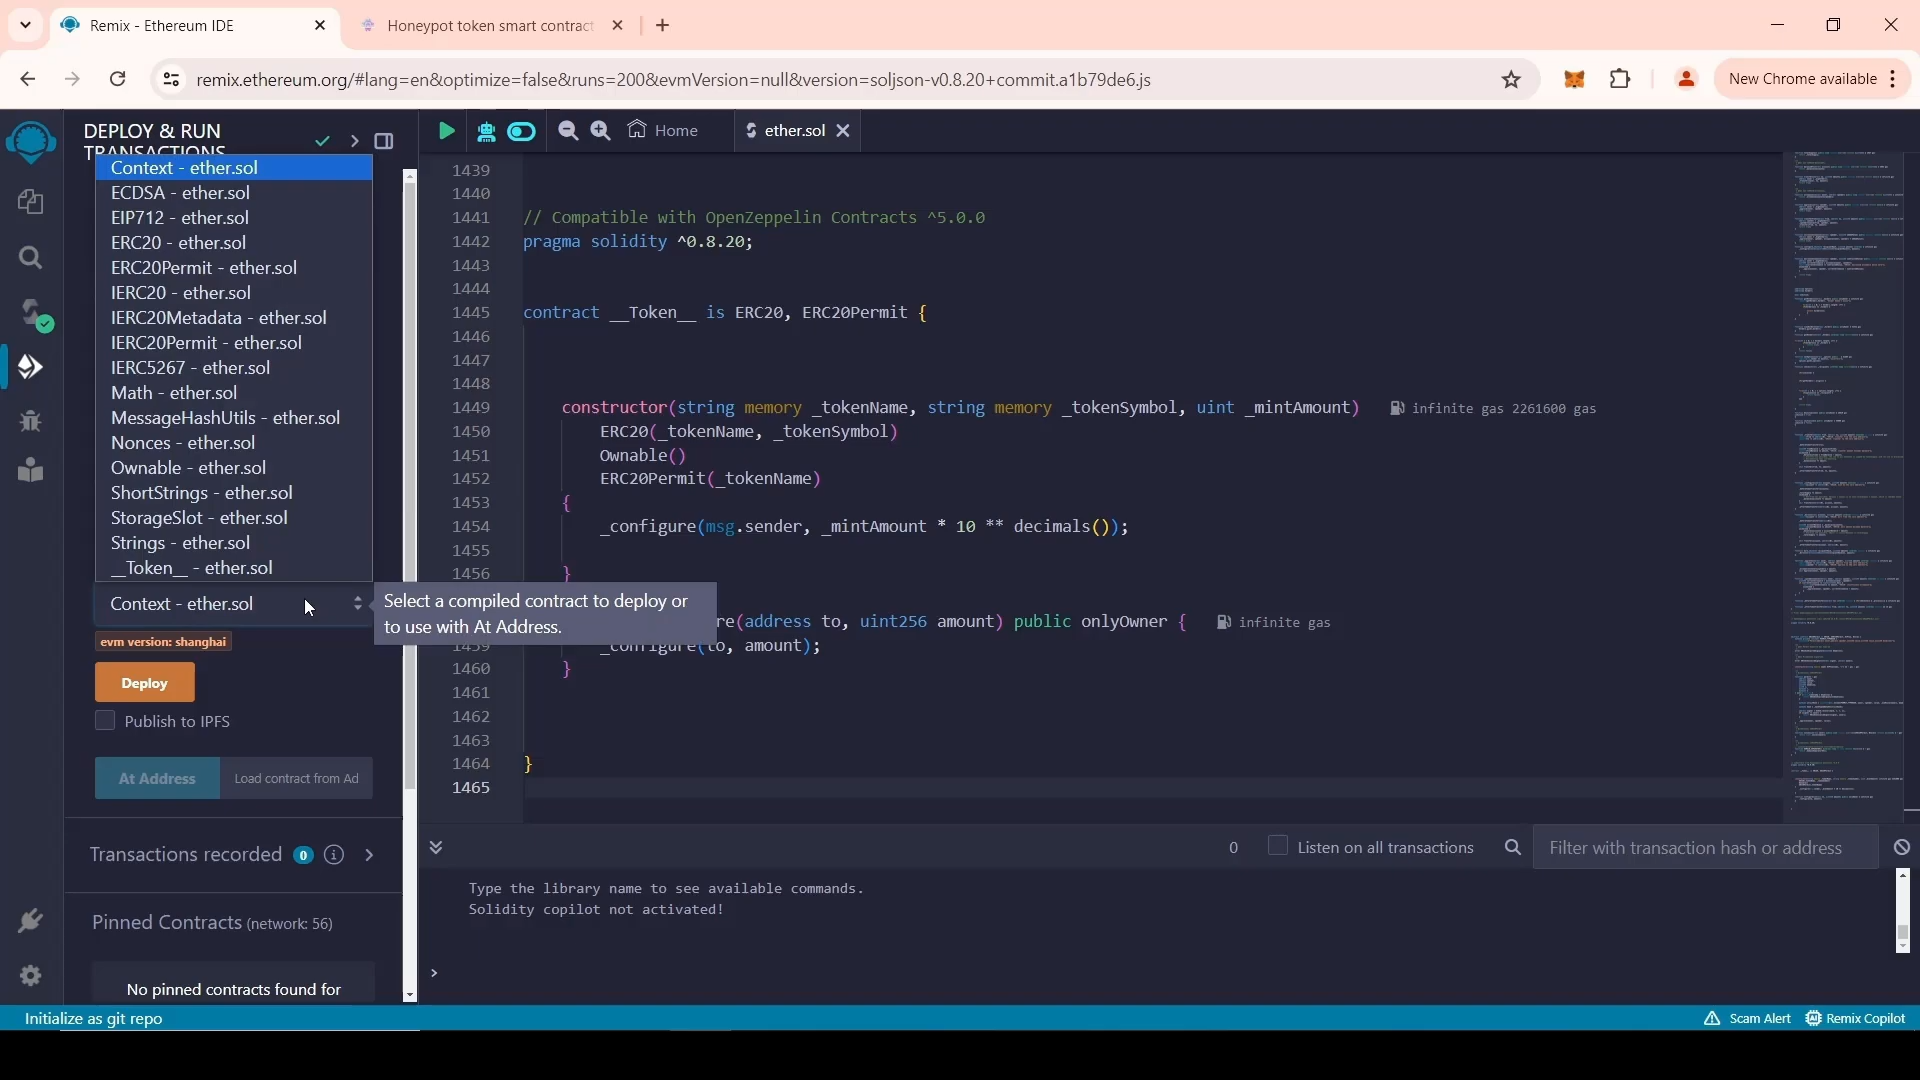 Remix - Ethereum IDE
Honeypot token smart contract
remix.ethereum.org/#lang=en&optimize=false&runs=200&evmVersion=null&version=soljson-v0.8.20+commit.a1b79de6.js
New Chrome available
DEPLOY & RUN
TRANSACTIONS
Context - ether.sol
ECDSA - ether.sol
EIP712 - ether.sol
ERC20 - ether.sol
ERC20Permit - ether.sol
IERC20 - ether.sol
IERC20Metadata - ether.sol
IERC20Permit - ether.sol
IERC5267 - ether.sol
Math - ether.sol
MessageHashUtils - ether.sol
Nonces - ether.sol
Ownable - ether.sol
ShortStrings - ether.sol
StorageSlot - ether.sol
Strings - ether.sol
__Token__ - ether.sol
Context - ether.sol
evm version: shanghai
Deploy
Publish to IPFS
At Address
Load contract from Ad
Transactions recorded 0 i
Pinned Contracts (network: 56)
No pinned contracts found for
Home
ether.sol
1439
1440
1441 // Compatible with OpenZeppelin Contracts ^5.0.0
1442 pragma solidity ^0.8.20;
1443
1444
1445 contract __Token__ is ERC20, ERC20Permit {
1446
1447
1448
1449 constructor(string memory _tokenName, string memory _tokenSymbol, uint _mintAmount) infinite gas 2261600 gas
1450 ERC20(_tokenName, _tokenSymbol)
1451 Ownable()
1452 ERC20Permit(_tokenName)
1453 {
1454 _configure(msg.sender, _mintAmount * 10 ** decimals());
1455
1456 }
Select a compiled contract to deploy or
to use with At Address.
re(address to, uint256 amount) public onlyOwner { infinite gas
1459 _configure(to, amount);
1460 }
1461
1462
1463
1464 }
1465
0
Listen on all transactions
Filter with transaction hash or address
Type the library name to see available commands.
Solidity copilot not activated!
>
Initialize as git repo
Scam Alert
Remix Copilot